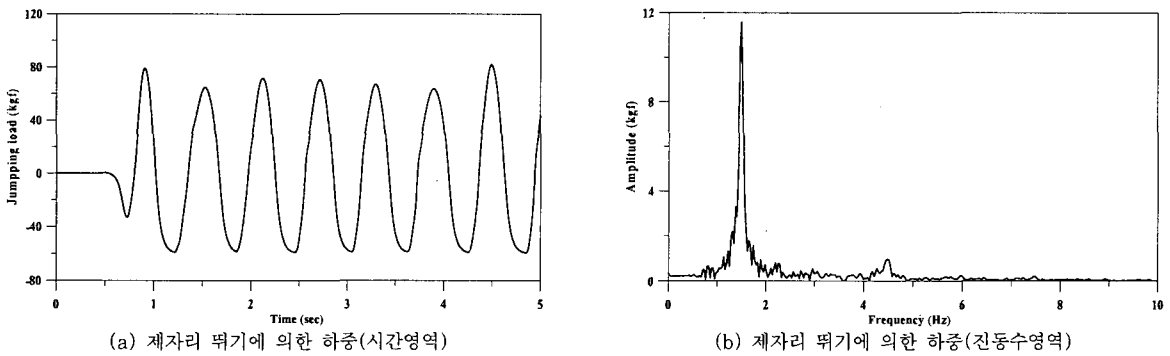 120
80
40
0
-40
-80
Jumpping load (kgf)
0 1 2 3 4 5
Time (sec)
(a) 제자리 뛰기에 의한 하중(시간영역)
12
8
4
0
Amplitude (kgf)
0 2 4 6 8 10
Frequency (Hz)
(b) 제자리 뛰기에 의한 하중(진동수영역)